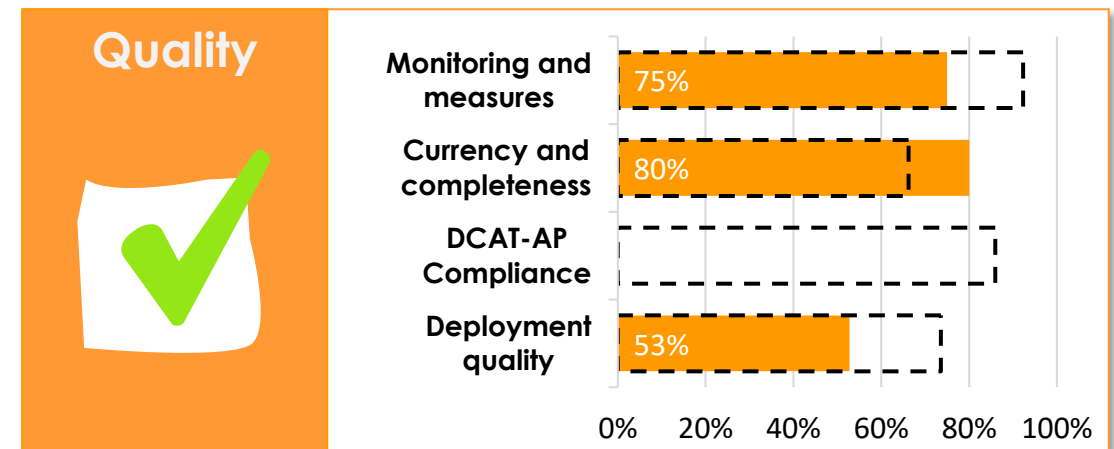 Quality
Monitoring and
measures
75%
Currency and
completeness
80%
DCAT-AP
Compliance
Deployment
quality
53%
0% 20% 40% 60% 80% 100%